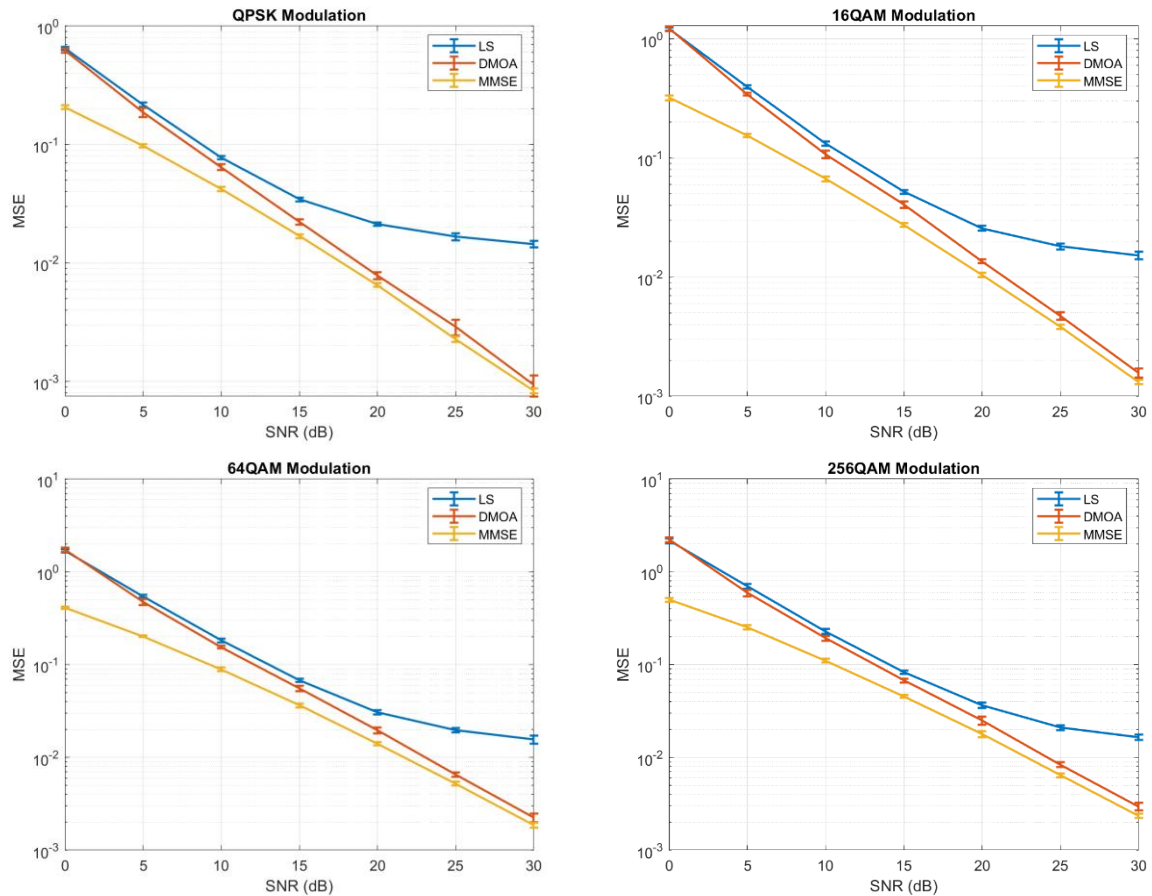 QPSK Modulation
10^0
10^-1
10^-2
10^-3
MSE
0 5 10 15 20 25 30
SNR (dB)
LS
DMOA
MMSE
16QAM Modulation
10^0
10^-1
10^-2
10^-3
MSE
0 5 10 15 20 25 30
SNR (dB)
LS
DMOA
MMSE
64QAM Modulation
10^1
10^0
10^-1
10^-2
10^-3
MSE
0 5 10 15 20 25 30
SNR (dB)
LS
DMOA
MMSE
256QAM Modulation
10^1
10^0
10^-1
10^-2
10^-3
MSE
0 5 10 15 20 25 30
SNR (dB)
LS
DMOA
MMSE